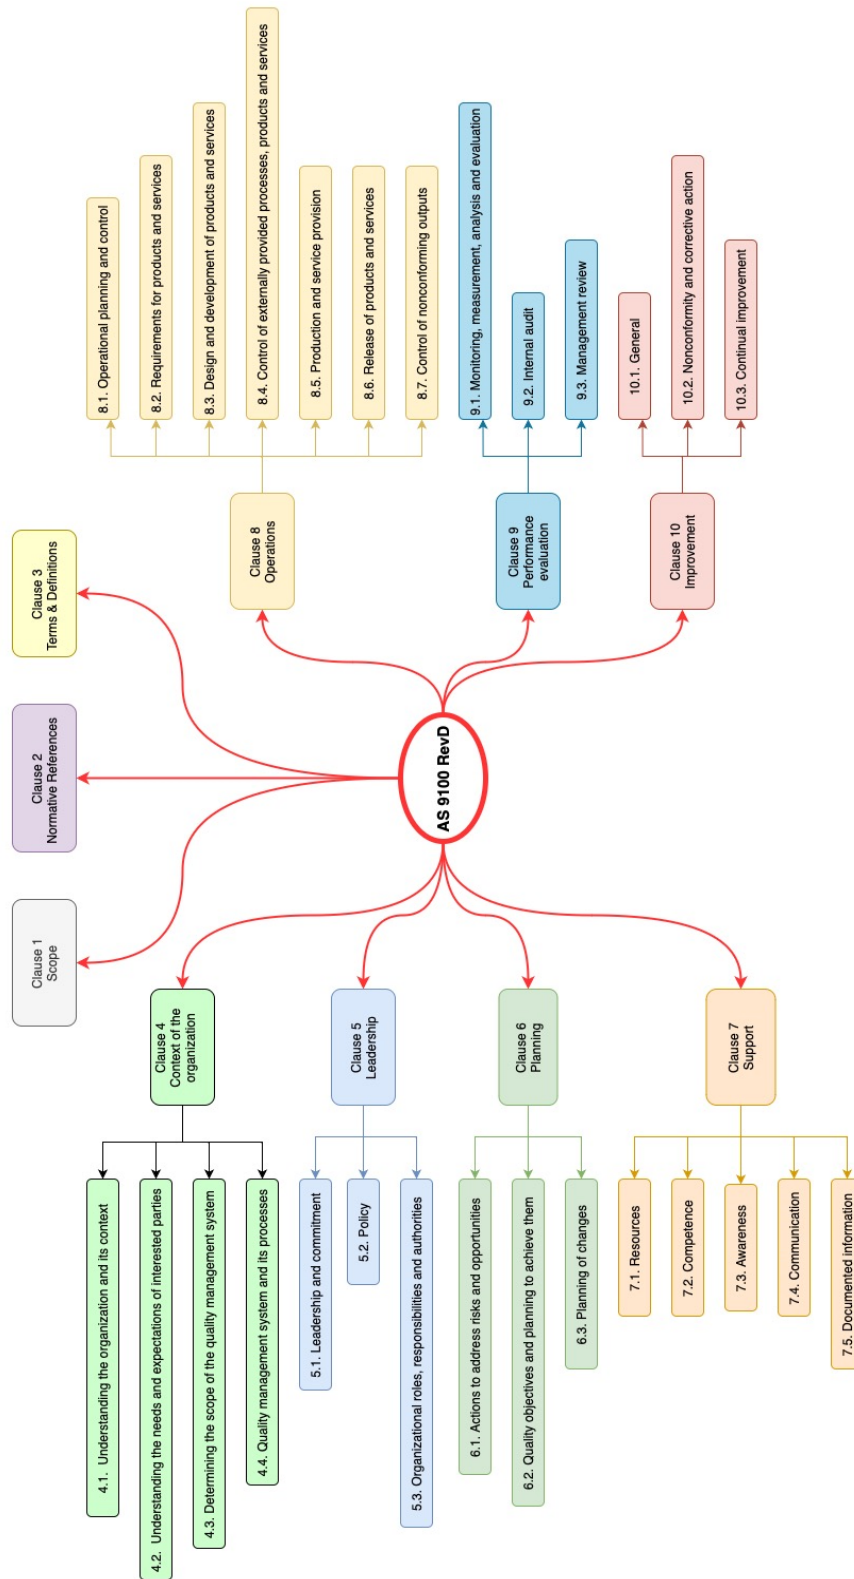 Clause 1
Scope
Clause 2
Normative References
Clause 3
Terms & Definitions
AS 9100 RevD
Clause 4
Context of the
organization
4.1. Understanding the organization and its context
4.2. Understanding the needs and expectations of interested parties
4.3. Determining the scope of the quality management system
4.4. Quality management system and its processes
Clause 5
Leadership
5.1. Leadership and commitment
5.2. Policy
5.3. Organizational roles, responsibilities and authorities
Clause 6
Planning
6.1. Actions to address risks and opportunities
6.2. Quality objectives and planning to achieve them
6.3. Planning of changes
Clause 7
Support
7.1. Resources
7.2. Competence
7.3. Awareness
7.4. Communication
7.5. Documented information
Clause 8
Operations
8.1. Operational planning and control
8.2. Requirements for products and services
8.3. Design and development of products and services
8.4. Control of externally provided processes, products and services
8.5. Production and service provision
8.6. Release of products and services
8.7. Control of nonconforming outputs
Clause 9
Performance
evaluation
9.1. Monitoring, measurement, analysis and evaluation
9.2. Internal audit
9.3. Management review
Clause 10
Improvement
10.1. General
10.2. Nonconformity and corrective action
10.3. Continual improvement